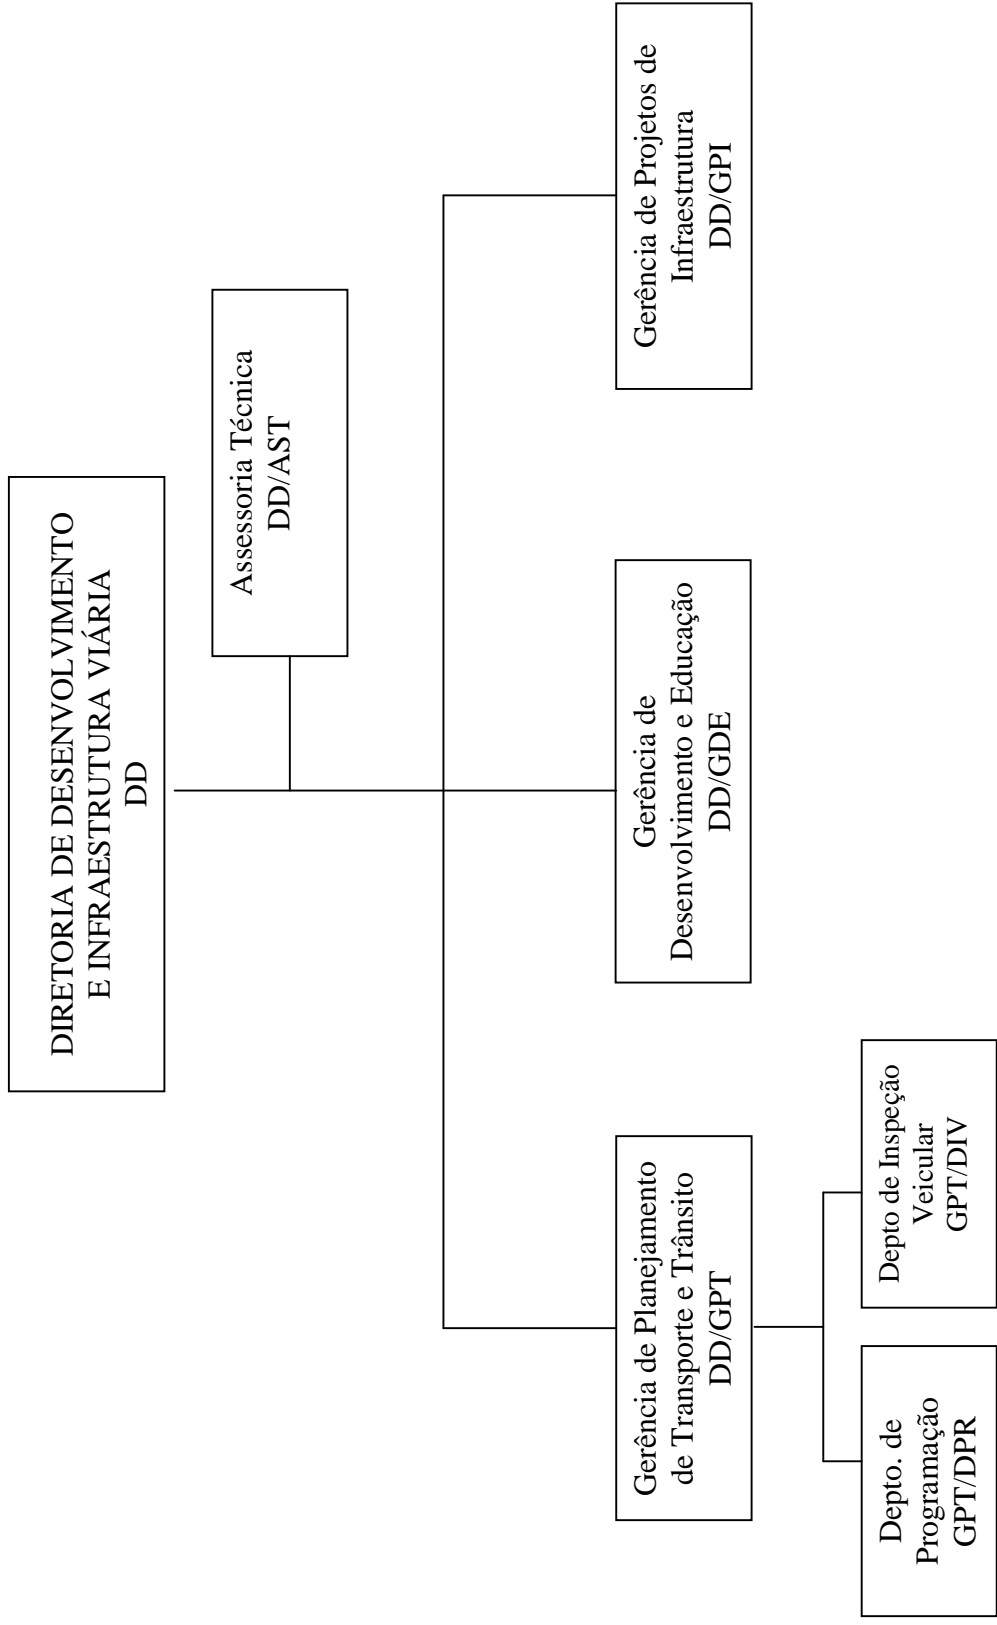 DIRETORIA DE DESENVOLVIMENTO
E INFRAESTRUTURA VIÁRIA
DD
Assessoria Técnica
DD/AST
Gerência de Planejamento
de Transporte e Trânsito
DD/GPT
Gerência de
Desenvolvimento e Educação
DD/GDE
Gerência de Projetos de
Infraestrutura
DD/GPI
Depto. de
Programação
GPT/DPR
Depto de Inspeção
Veicular
GPT/DIV